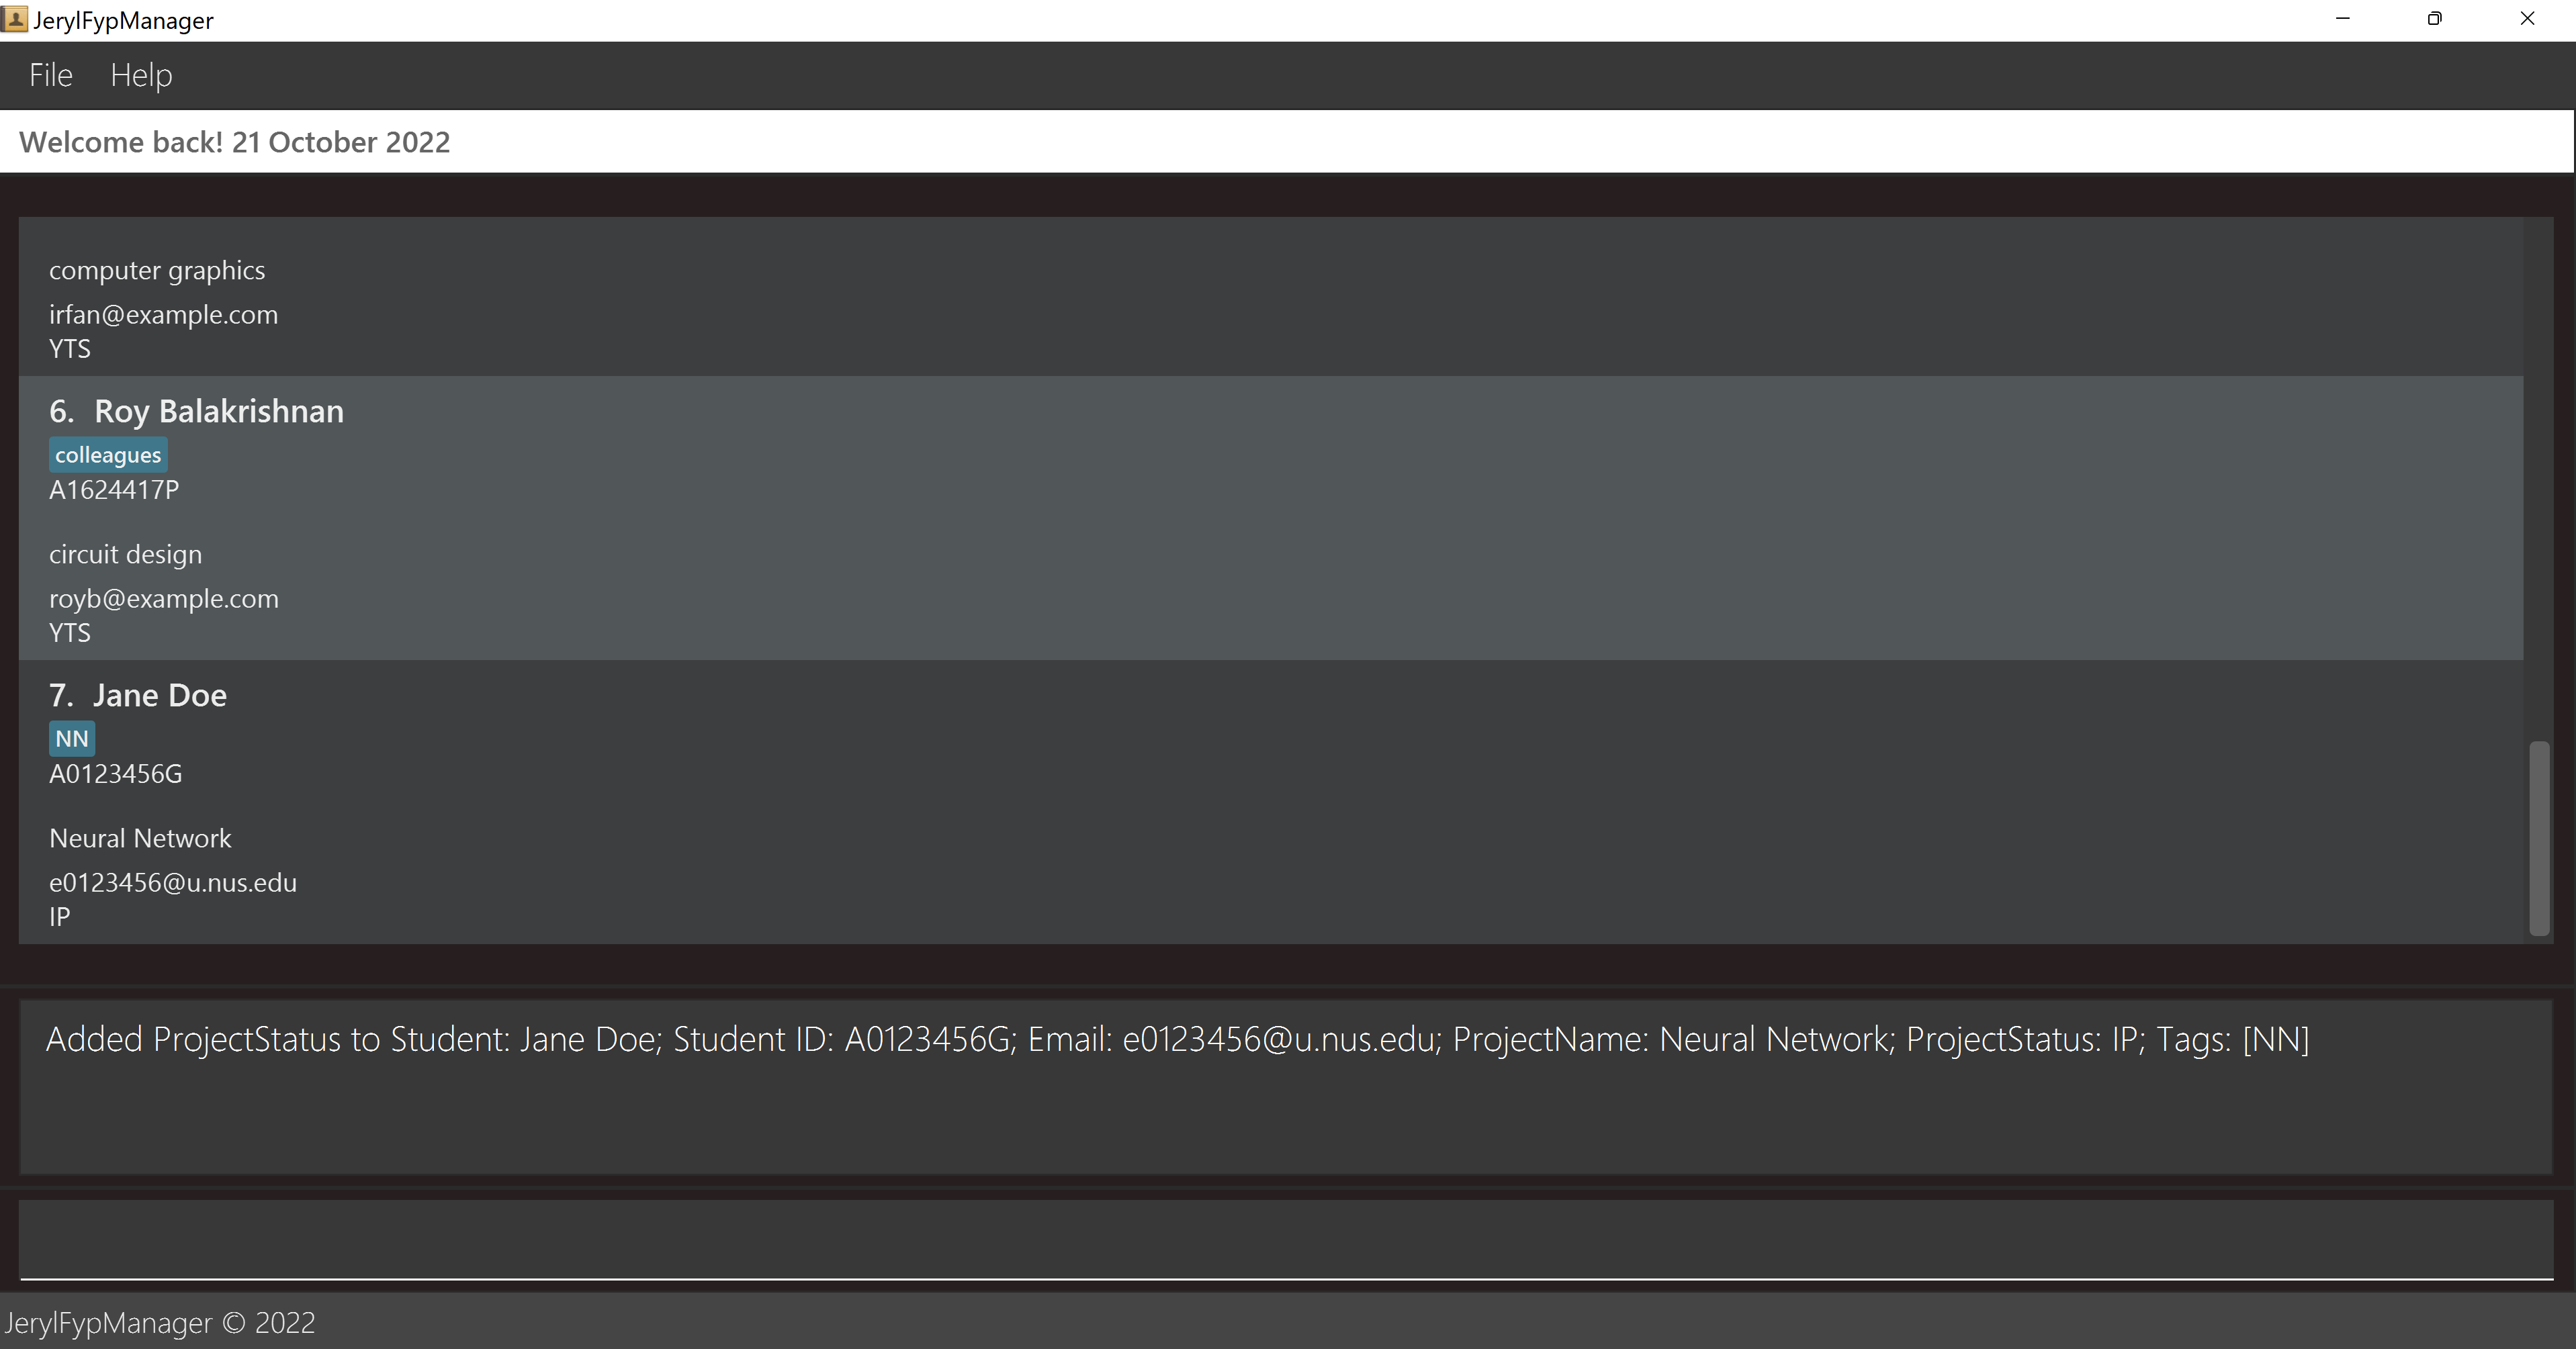 JerylFypManager
File Help
Welcome back! 21 October 2022
computer graphics
irfan@example.com
YTS
6. Roy Balakrishnan
colleagues
A1624417P
circuit design
royb@example.com
YTS
7. Jane Doe
NN
A0123456G
Neural Network
e0123456@u.nus.edu
IP
Added ProjectStatus to Student: Jane Doe; Student ID: A0123456G; Email: e0123456@u.nus.edu; ProjectName: Neural Network; ProjectStatus: IP; Tags: [NN]
JerylFypManager © 2022